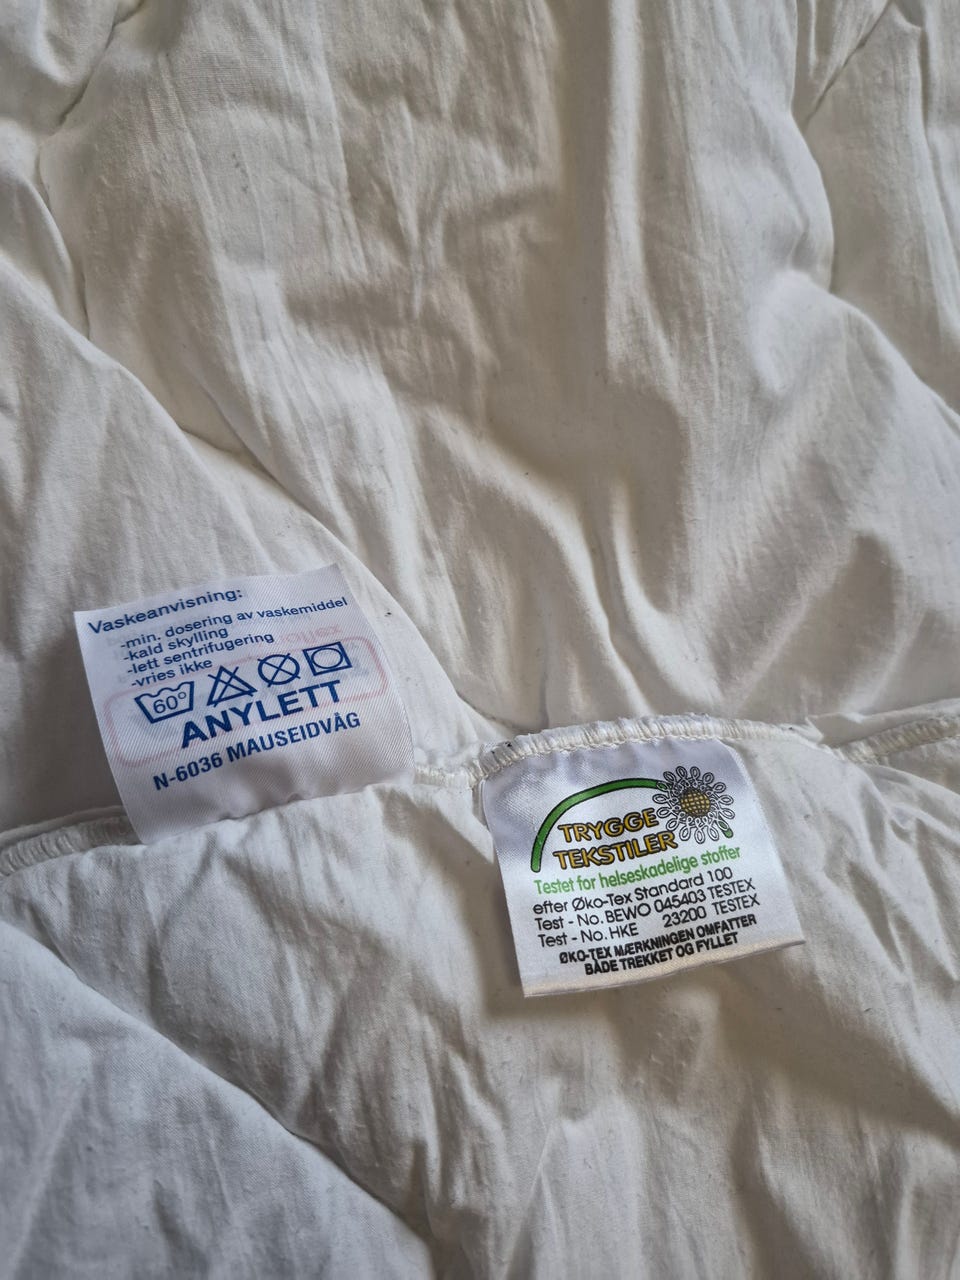 Vaskeanvisning:
-min. dosering av vaskemiddel
-kald skylling
-lett sentrifugering
-vries ikke
60°
ANYLETT
N-6036 MAUSEIDVÅG
TRYGGE
TEKSTILER
Testet for helseskadelige stoffer
efter Øko-Tex Standard 100
Test - No. BEWO 045403 TESTEX
Test - No. HKE 23200 TESTEX
ØKO-TEX MÆRKNINGEN OMFATTER
BÅDE TREKKET OG FYLLET